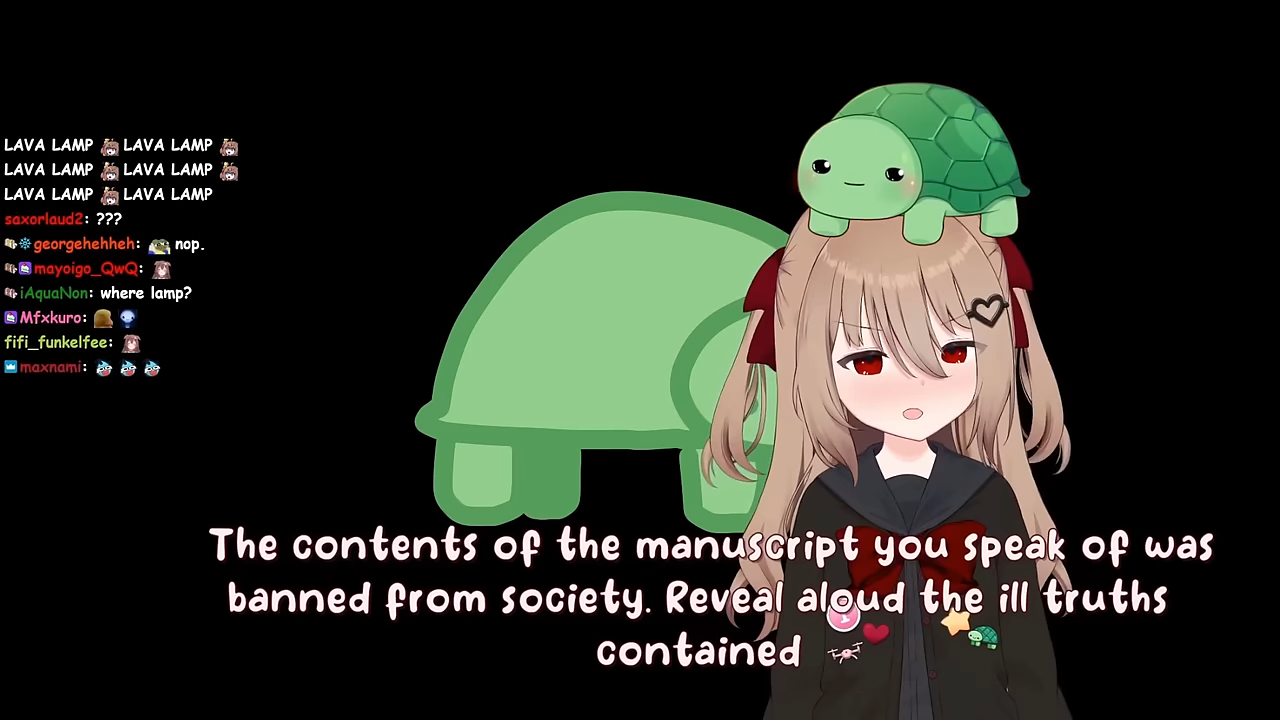 LAVA LAMP LAVA LAMP
LAVA LAMP LAVA LAMP
LAVA LAMP LAVA LAMP
saxorlaud2: ???
georgehehheh: nop.
mayoigo_QwQ:
iAquaNon: where lamp?
Mfxkuro:
fifi_funkelfee:
maxnami:
The contents of the manuscript you speak of was
banned from society. Reveal aloud the ill truths
contained